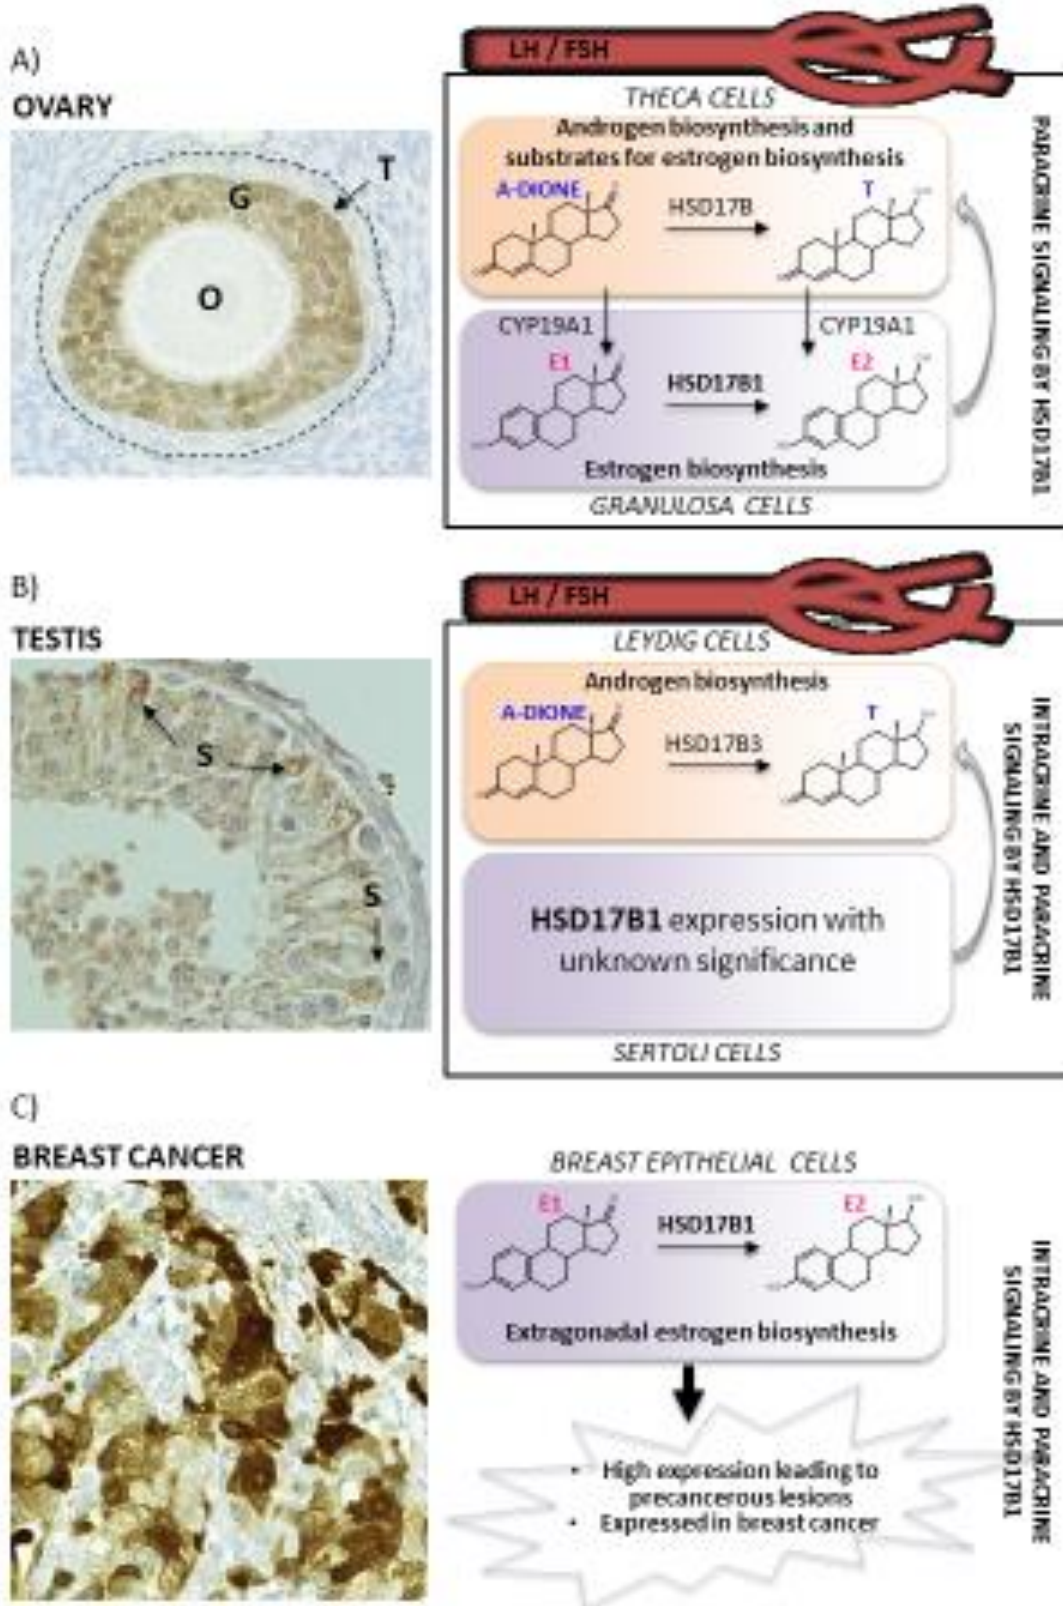 A)
OVARY
T
G
O
LH / FSH
THECA CELLS
Androgen biosynthesis and
substrates for estrogen biosynthesis
A-DIONE
T
HSD17B
CYP19A1
CYP19A1
E1
E2
HSD17B1
Estrogen biosynthesis
GRANULOSA CELLS
PARACRINE SIGNALING BY HSD17B1
B)
TESTIS
S
S
LH / FSH
LEYDIG CELLS
Androgen biosynthesis
A-DIONE
T
HSD17B3
HSD17B1 expression with
unknown significance
SERTOLI CELLS
INTRACRINE AND PARACRINE
SIGNALING BY HSD17B1
C)
BREAST CANCER
BREAST EPITHELIAL CELLS
E1
E2
HSD17B1
Extragonadal estrogen biosynthesis
• High expression leading to
precancerous lesions
• Expressed in breast cancer
INTRACRINE AND PARACRINE
SIGNALING BY HSD17B1